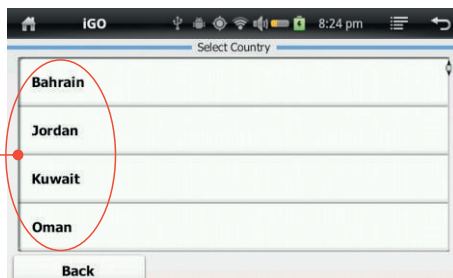 iGO 8:24 pm
Select Country
Bahrain
Jordan
Kuwait
Oman
Back